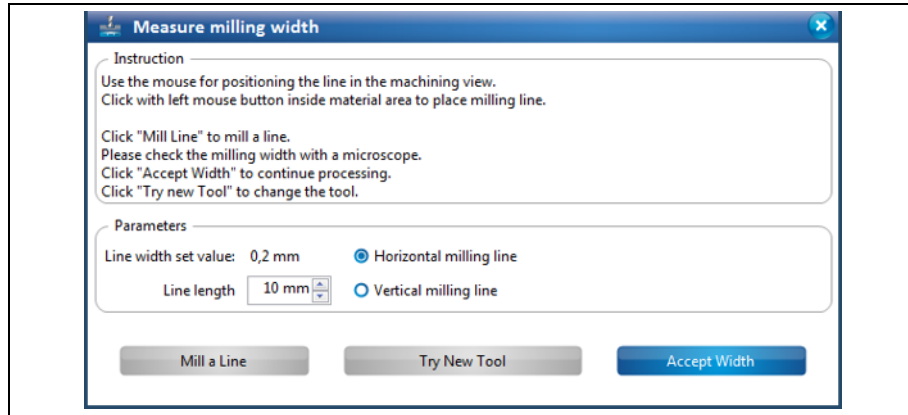 Measure milling width
Instruction
Use the mouse for positioning the line in the machining view.
Click with left mouse button inside material area to place milling line.
Click "Mill Line" to mill a line.
Please check the milling width with a microscope.
Click "Accept Width" to continue processing.
Click "Try new Tool" to change the tool.
Parameters
Line width set value: 0,2 mm Horizontal milling line
Line length 10 mm Vertical milling line
Mill a Line Try New Tool Accept Width